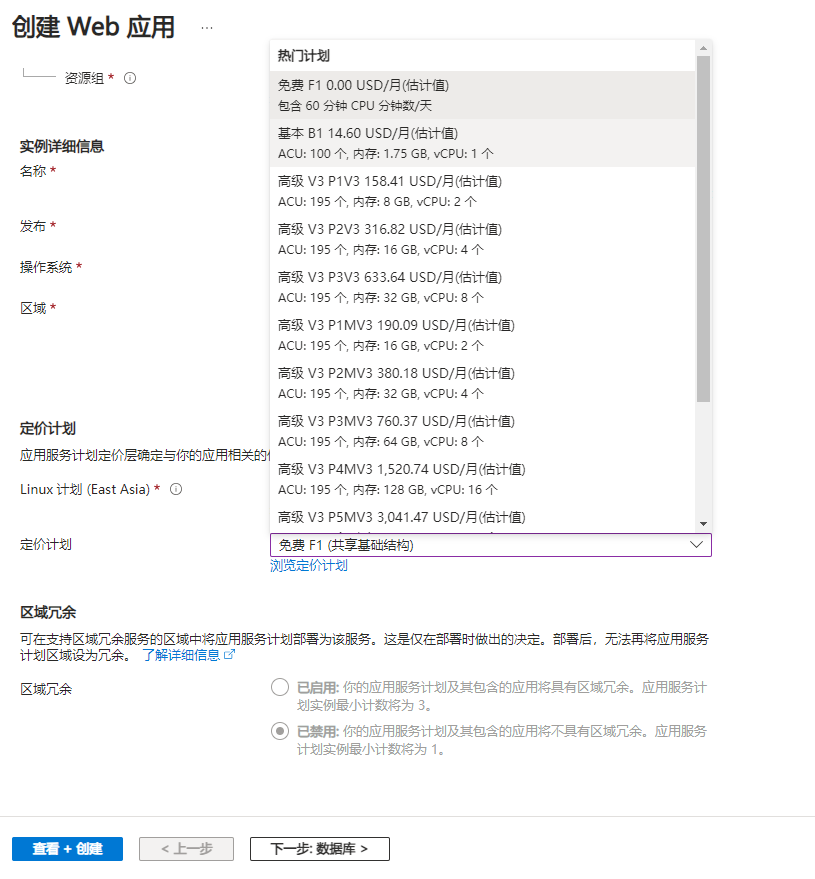 创建 Web 应用 ...
资源组 *
实例详细信息
名称 *
发布 *
操作系统 *
区域 *
热门计划
免费 F1 0.00 USD/月(估计值)
包含 60 分钟 CPU 分钟数/天
基本 B1 14.60 USD/月(估计值)
ACU: 100 个, 内存: 1.75 GB, vCPU: 1 个
高级 V3 P1V3 158.41 USD/月(估计值)
ACU: 195 个, 内存: 8 GB, vCPU: 2 个
高级 V3 P2V3 316.82 USD/月(估计值)
ACU: 195 个, 内存: 16 GB, vCPU: 4 个
高级 V3 P3V3 633.64 USD/月(估计值)
ACU: 195 个, 内存: 32 GB, vCPU: 8 个
高级 V3 P1MV3 190.09 USD/月(估计值)
ACU: 195 个, 内存: 16 GB, vCPU: 2 个
高级 V3 P2MV3 380.18 USD/月(估计值)
ACU: 195 个, 内存: 32 GB, vCPU: 4 个
高级 V3 P3MV3 760.37 USD/月(估计值)
ACU: 195 个, 内存: 64 GB, vCPU: 8 个
高级 V3 P4MV3 1,520.74 USD/月(估计值)
ACU: 195 个, 内存: 128 GB, vCPU: 16 个
高级 V3 P5MV3 3,041.47 USD/月(估计值)
定价计划
应用服务计划定价层确定与你的应用相关的
Linux 计划 (East Asia) *
定价计划
免费 F1 (共享基础结构)
浏览定价计划
区域冗余
可在支持区域冗余服务的区域中将应用服务计划部署为该服务。这是仅在部署时做出的决定。部署后，无法再将应用服务
计划区域设为冗余。 了解详细信息
区域冗余
已启用: 你的应用服务计划及其包含的应用将具有区域冗余。应用服务计
划实例最小计数将为 3。
已禁用: 你的应用服务计划及其包含的应用将不具有区域冗余。应用服务
计划实例最小计数将为 1。
查看 + 创建
< 上一步
下一步: 数据库 >